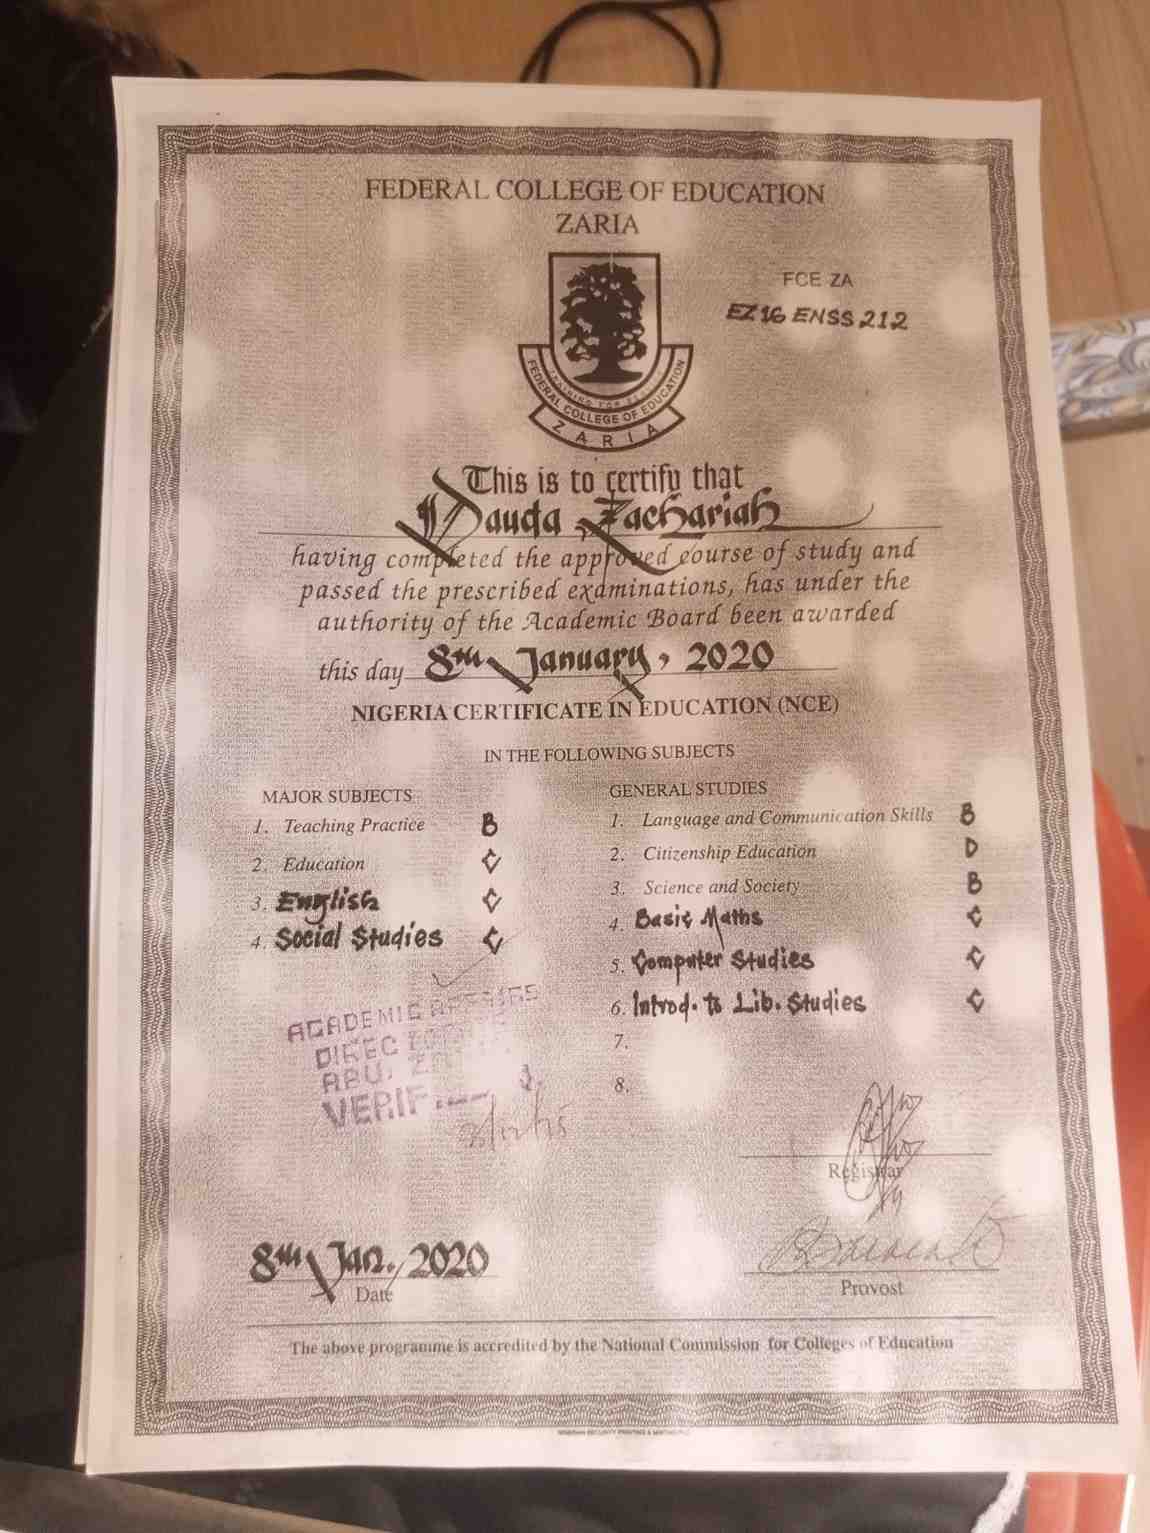 FEDERAL COLLEGE OF EDUCATION
ZARIA
FCE ZA
EZ16 ENSS 212
FEDERAL COLLEGE OF EDUCATION
ZARIA
This is to certify that
Dauda Zachariah
having completed the approved course of study and
passed the prescribed examinations, has under the
authority of the Academic Board been awarded
this day 8th January, 2020
NIGERIA CERTIFICATE IN EDUCATION (NCE)
IN THE FOLLOWING SUBJECTS
MAJOR SUBJECTS
1. Teaching Practice B
2. Education C
3. English C
4. Social Studies C
GENERAL STUDIES
1. Language and Communication Skills B
2. Citizenship Education D
3. Science and Society B
4. Basic Maths C
5. Computer Studies C
6. Introd. to Lib. Studies C
7.
8.
ACADEMIC AFFAIRS
ABU,
Registrar
8th Jan., 2020
Date
Provost
The above programme is accredited by the National Commission for Colleges of Education
NIGERIAN SECURITY PRINTING & MINTING PLC